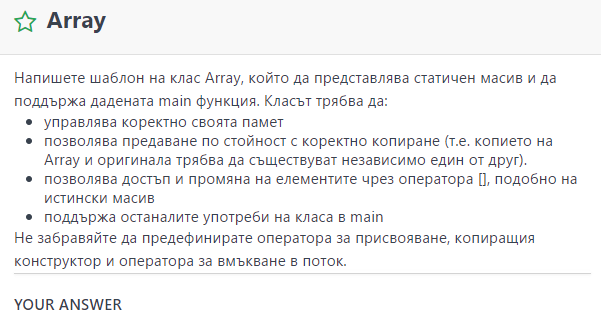 Array
Напишете шаблон на клас Array, който да представлява статичен масив и да
поддържа дадената main функция. Класът трябва да:
• управлява коректно своята памет
• позволява предаване по стойност с коректно копиране (т.е. копието на
Array и оригинала трябва да съществуват независимо един от друг).
• позволява достъп и промяна на елементите чрез оператора [], подобно на
истински масив
• поддържа останалите употреби на класа в main
Не забравяйте да предефинирате оператора за присвояване, копиращия
конструктор и оператора за вмъкване в поток.
YOUR ANSWER